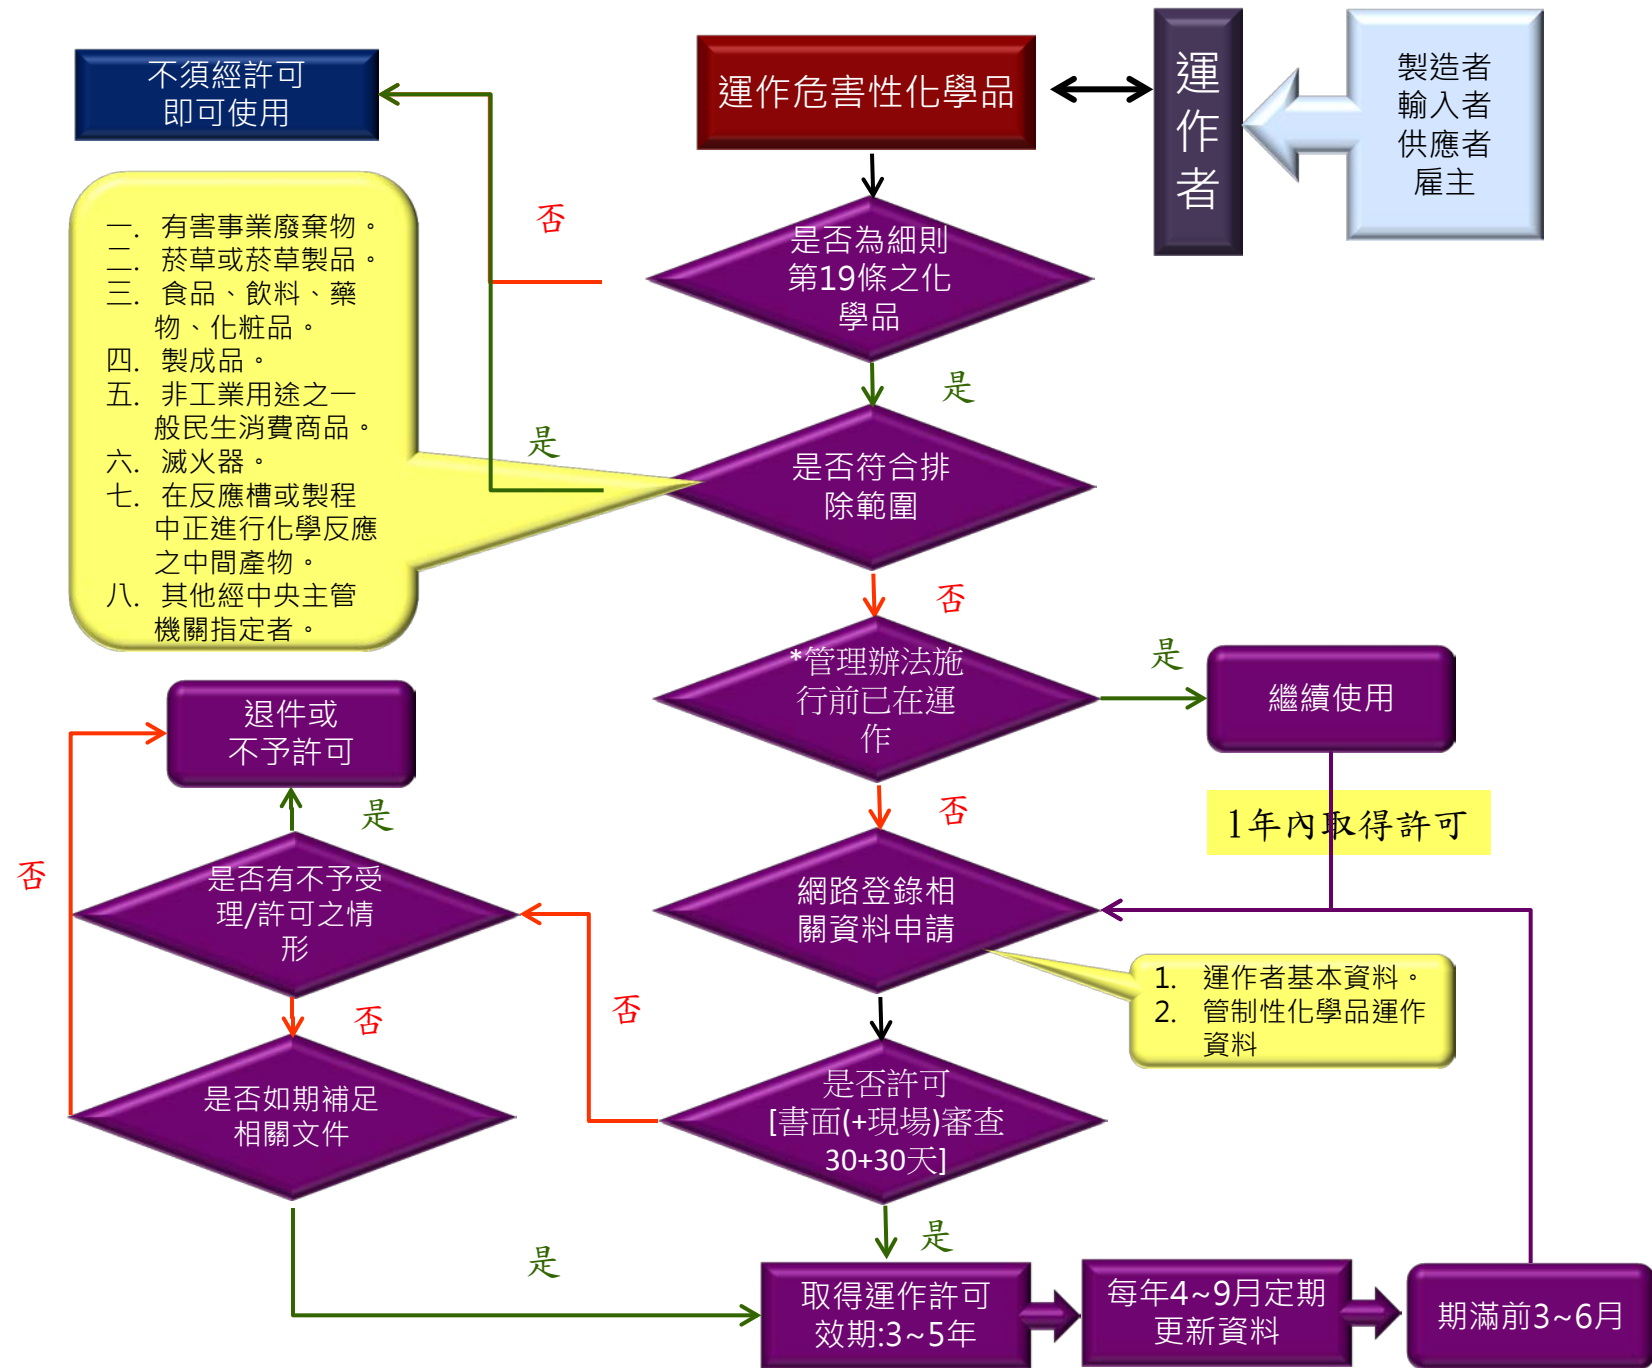 不須經許可
即可使用
運作危害性化學品
運
作
者
製造者
輸入者
供應者
雇主
一. 有害事業廢棄物。
二. 菸草或菸草製品。
三. 食品、飲料、藥
物、化粧品。
四. 製成品。
五. 非工業用途之一
般民生消費商品。
六. 滅火器。
七. 在反應槽或製程
中正進行化學反應
之中間產物。
八. 其他經中央主管
機關指定者。
否
是否為細則
第19條之化
學品
是
是
是否符合排
除範圍
否
*管理辦法施
行前已在運
作
是
繼續使用
1年內取得許可
否
網路登錄相
關資料申請
1. 運作者基本資料。
2. 管制性化學品運作
資料
退件或
不予許可
是
否
是否有不予受
理/許可之情
形
否
否
是否如期補足
相關文件
是否許可
[書面(+現場)審查
30+30天]
是
是
取得運作許可
效期:3~5年
每年4~9月定期
更新資料
期滿前3~6月